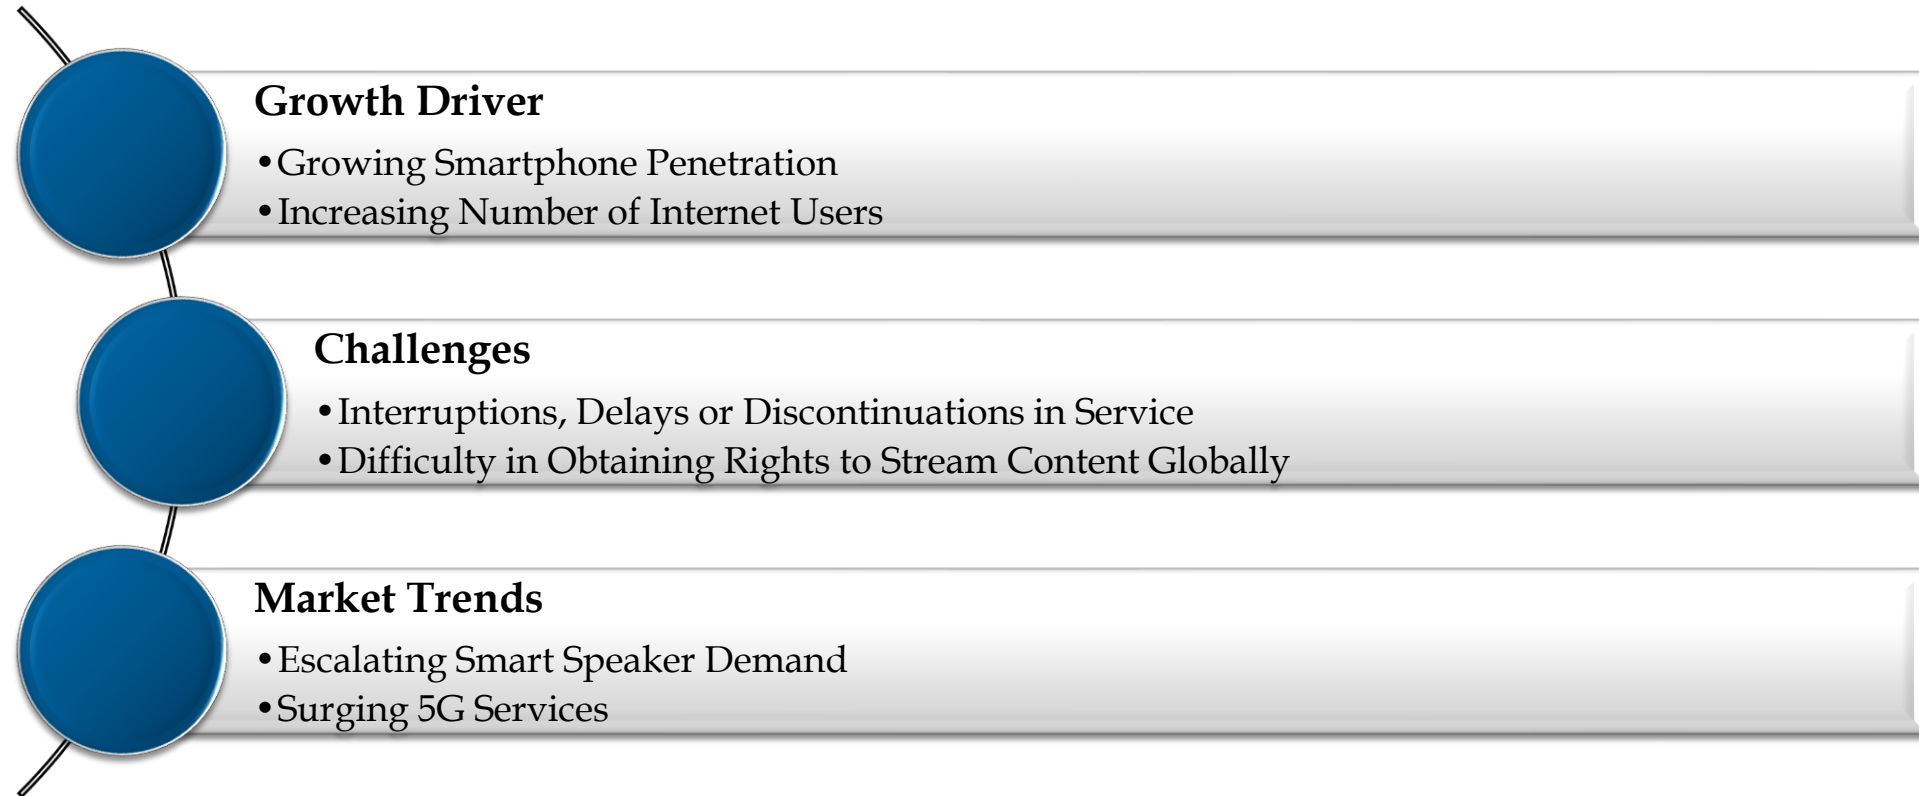 Growth Driver
•Growing Smartphone Penetration
•Increasing Number of Internet Users
Challenges
•Interruptions, Delays or Discontinuations in Service
•Difficulty in Obtaining Rights to Stream Content Globally
Market Trends
•Escalating Smart Speaker Demand
•Surging 5G Services